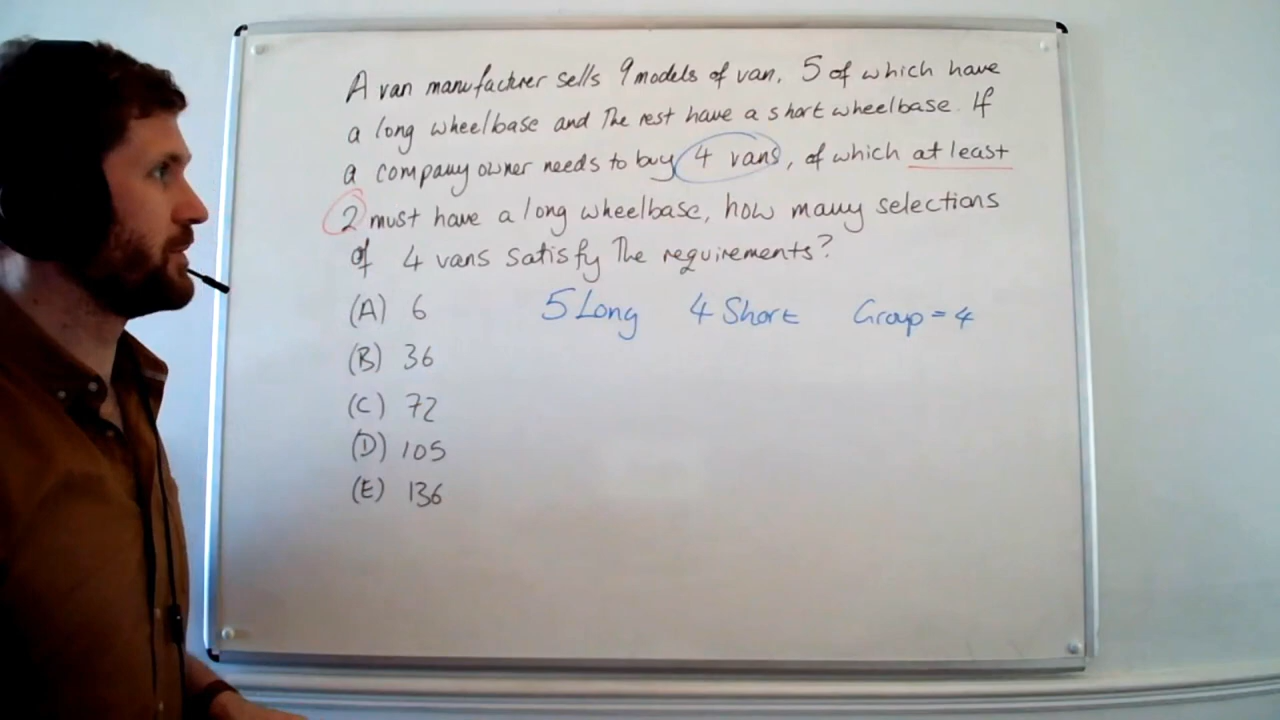 A van manufacturer sells 9 models of van, 5 of which have
a long wheelbase and the rest have a short wheelbase. If
a company owner needs to buy 4 vans, of which at least
2 must have a long wheelbase, how many selections
of 4 vans satisfy the requirements?
(A) 6 5 Long 4 Short Group = 4
(B) 36
(C) 72
(D) 105
(E) 136